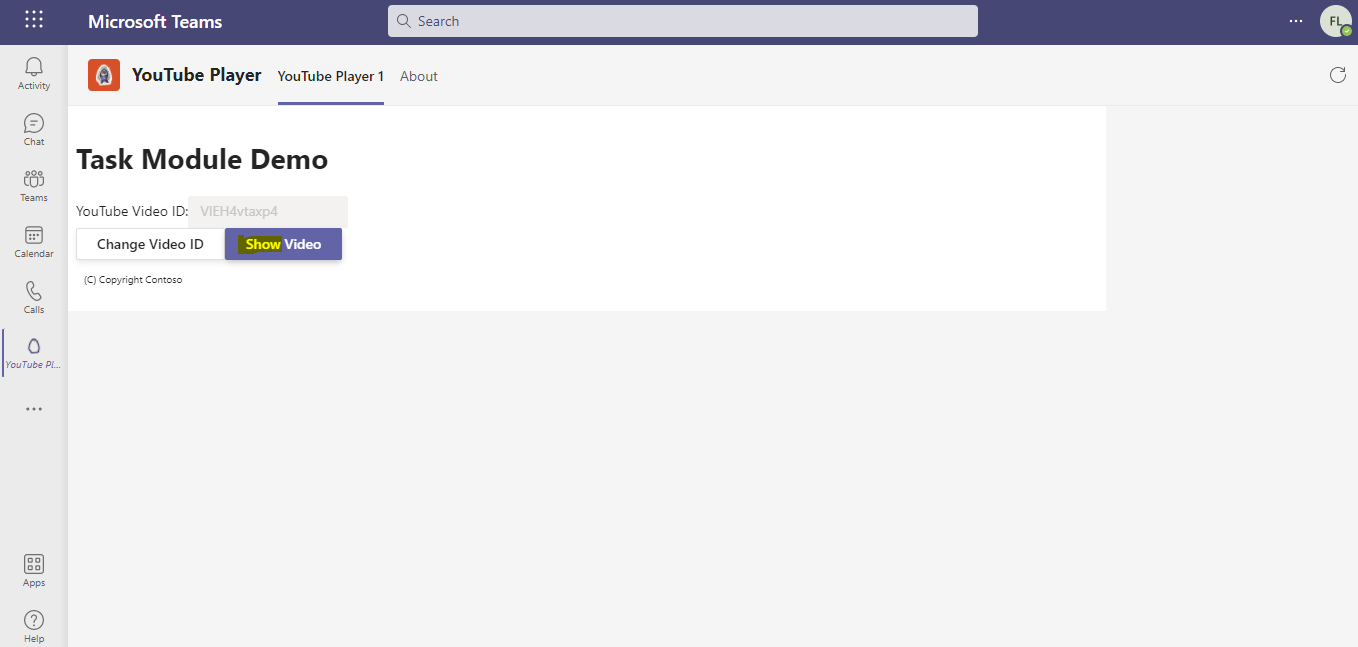 Microsoft Teams
Search
FL
Activity
Chat
Teams
Calendar
Calls
YouTube Pl...
Apps
Help
YouTube Player
YouTube Player 1
About
Task Module Demo
YouTube Video ID:
VIEH4vtaxp4
Change Video ID
Show Video
(C) Copyright Contoso